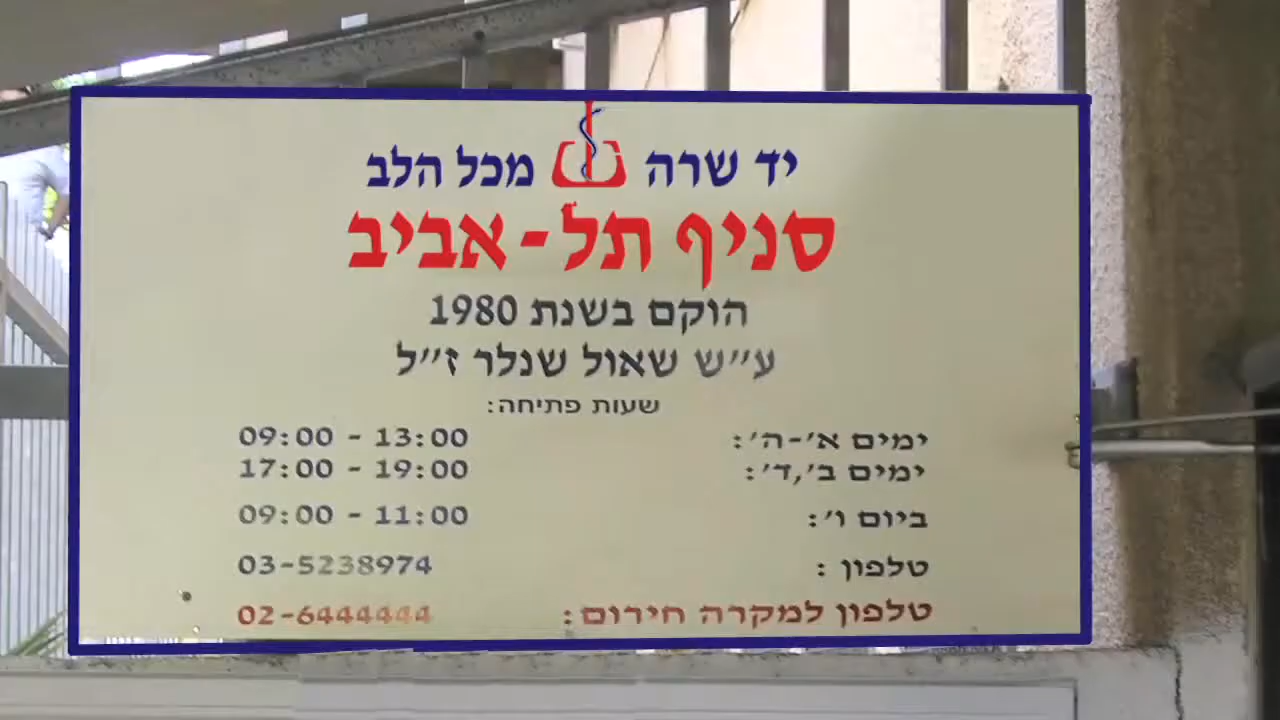 יד שרה מכל הלב
סניף תל-אביב
הוקם בשנת 1980
ע״ש שאול שנלר ז״ל
שעות פתיחה:
ימים א׳-ה׳: 09:00 - 13:00
ימים ב׳,ד׳: 17:00 - 19:00
ביום ו׳: 09:00 - 11:00
טלפון : 03-5238974
טלפון למקרה חירום: 02-6444444